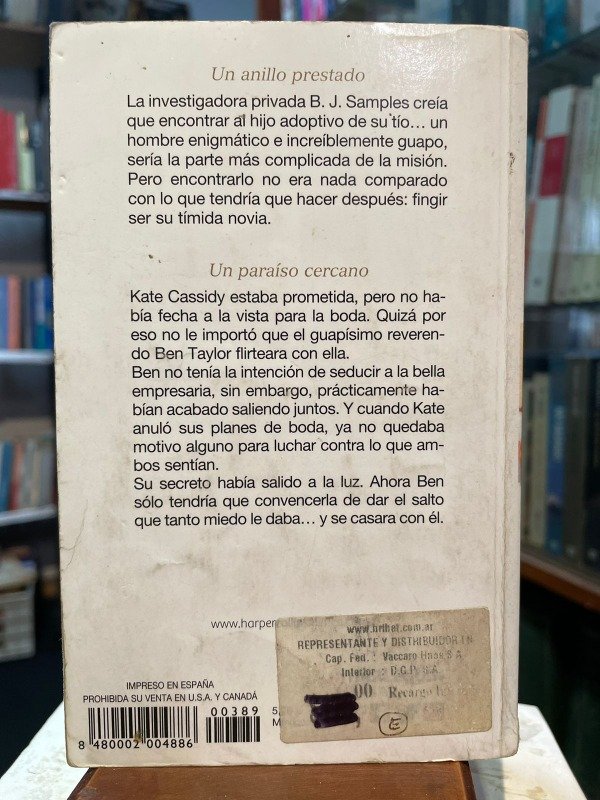 Un anillo prestado
La investigadora privada B. J. Samples creía
que encontrar al hijo adoptivo de su tío... un
hombre enigmático e increíblemente guapo,
sería la parte más complicada de la misión.
Pero encontrarlo no era nada comparado
con lo que tendría que hacer después: fingir
ser su tímida novia.
Un paraíso cercano
Kate Cassidy estaba prometida, pero no ha-
bía fecha a la vista para la boda. Quizá por
eso no le importó que el guapísimo reveren-
do Ben Taylor flirteara con ella.
Ben no tenía la intención de seducir a la bella
empresaria, sin embargo, prácticamente ha-
bían acabado saliendo juntos. Y cuando Kate
anuló sus planes de boda, ya no quedaba
motivo alguno para luchar contra lo que am-
bos sentían.
Su secreto había salido a la luz. Ahora Ben
sólo tendría que convencerla de dar el salto
que tanto miedo le daba... y se casara con él.
REPRESENTANTE Y DISTRIBUIDOR EN
Cap. Fed. : Vaccaro Hnos S.A.
Interior : D.G.P. S.A.
00 Recargo
E
IMPRESO EN ESPAÑA
PROHIBIDA SU VENTA EN U.S.A. Y CANADÁ
00389
8 480002 004886